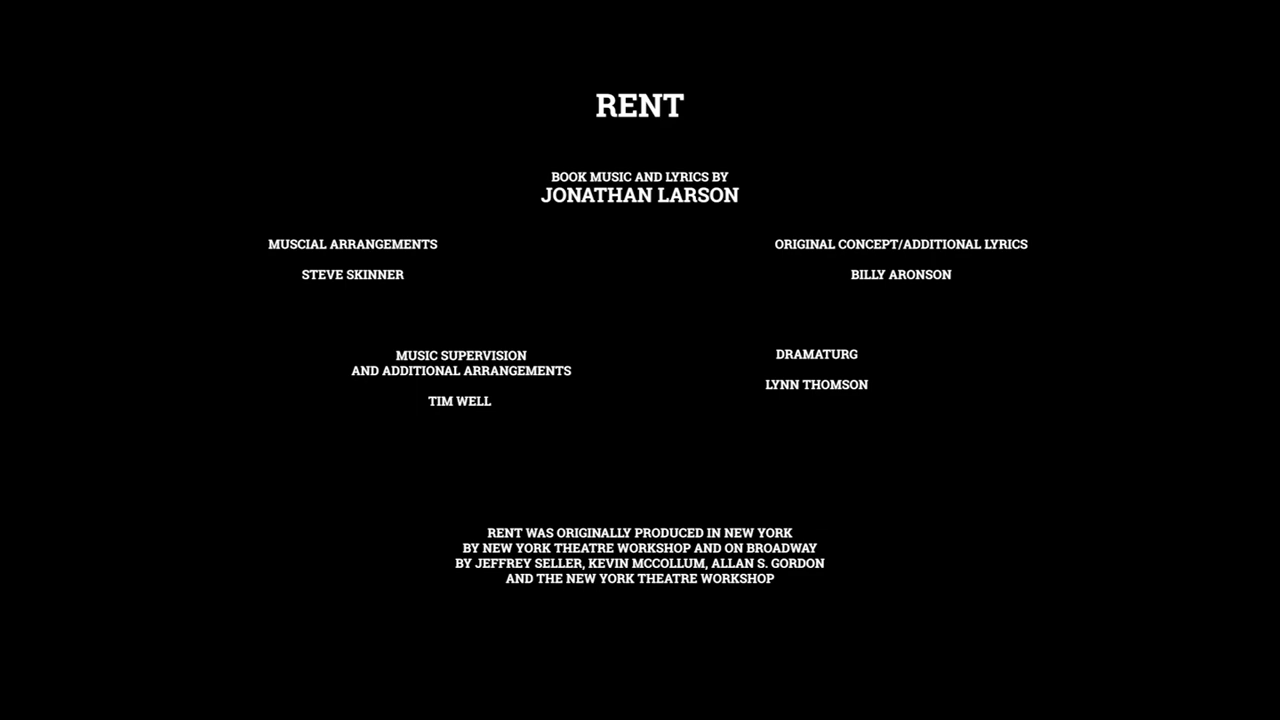 RENT
BOOK MUSIC AND LYRICS BY
JONATHAN LARSON
MUSCIAL ARRANGEMENTS
STEVE SKINNER
ORIGINAL CONCEPT/ADDITIONAL LYRICS
BILLY ARONSON
MUSIC SUPERVISION
AND ADDITIONAL ARRANGEMENTS
TIM WELL
DRAMATURG
LYNN THOMSON
RENT WAS ORIGINALLY PRODUCED IN NEW YORK
BY NEW YORK THEATRE WORKSHOP AND ON BROADWAY
BY JEFFREY SELLER, KEVIN MCCOLLUM, ALLAN S. GORDON
AND THE NEW YORK THEATRE WORKSHOP